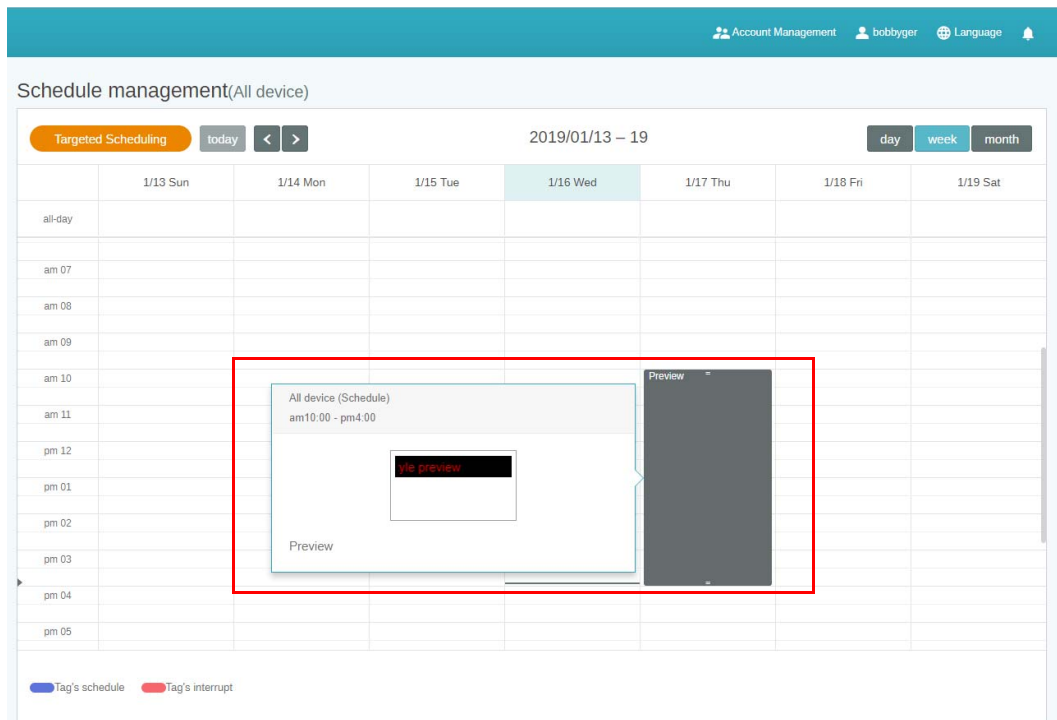 Account Management bobbyger Language
Schedule management(All device)
Targeted Scheduling today < > 2019/01/13 – 19 day week month
1/13 Sun 1/14 Mon 1/15 Tue 1/16 Wed 1/17 Thu 1/18 Fri 1/19 Sat
all-day
am 07
am 08
am 09
am 10
Preview =
All device (Schedule)
am10:00 - pm4:00
am 11
pm 12
yle preview
pm 01
pm 02
Preview
pm 03
=
pm 04
pm 05
Tag's schedule Tag's interrupt